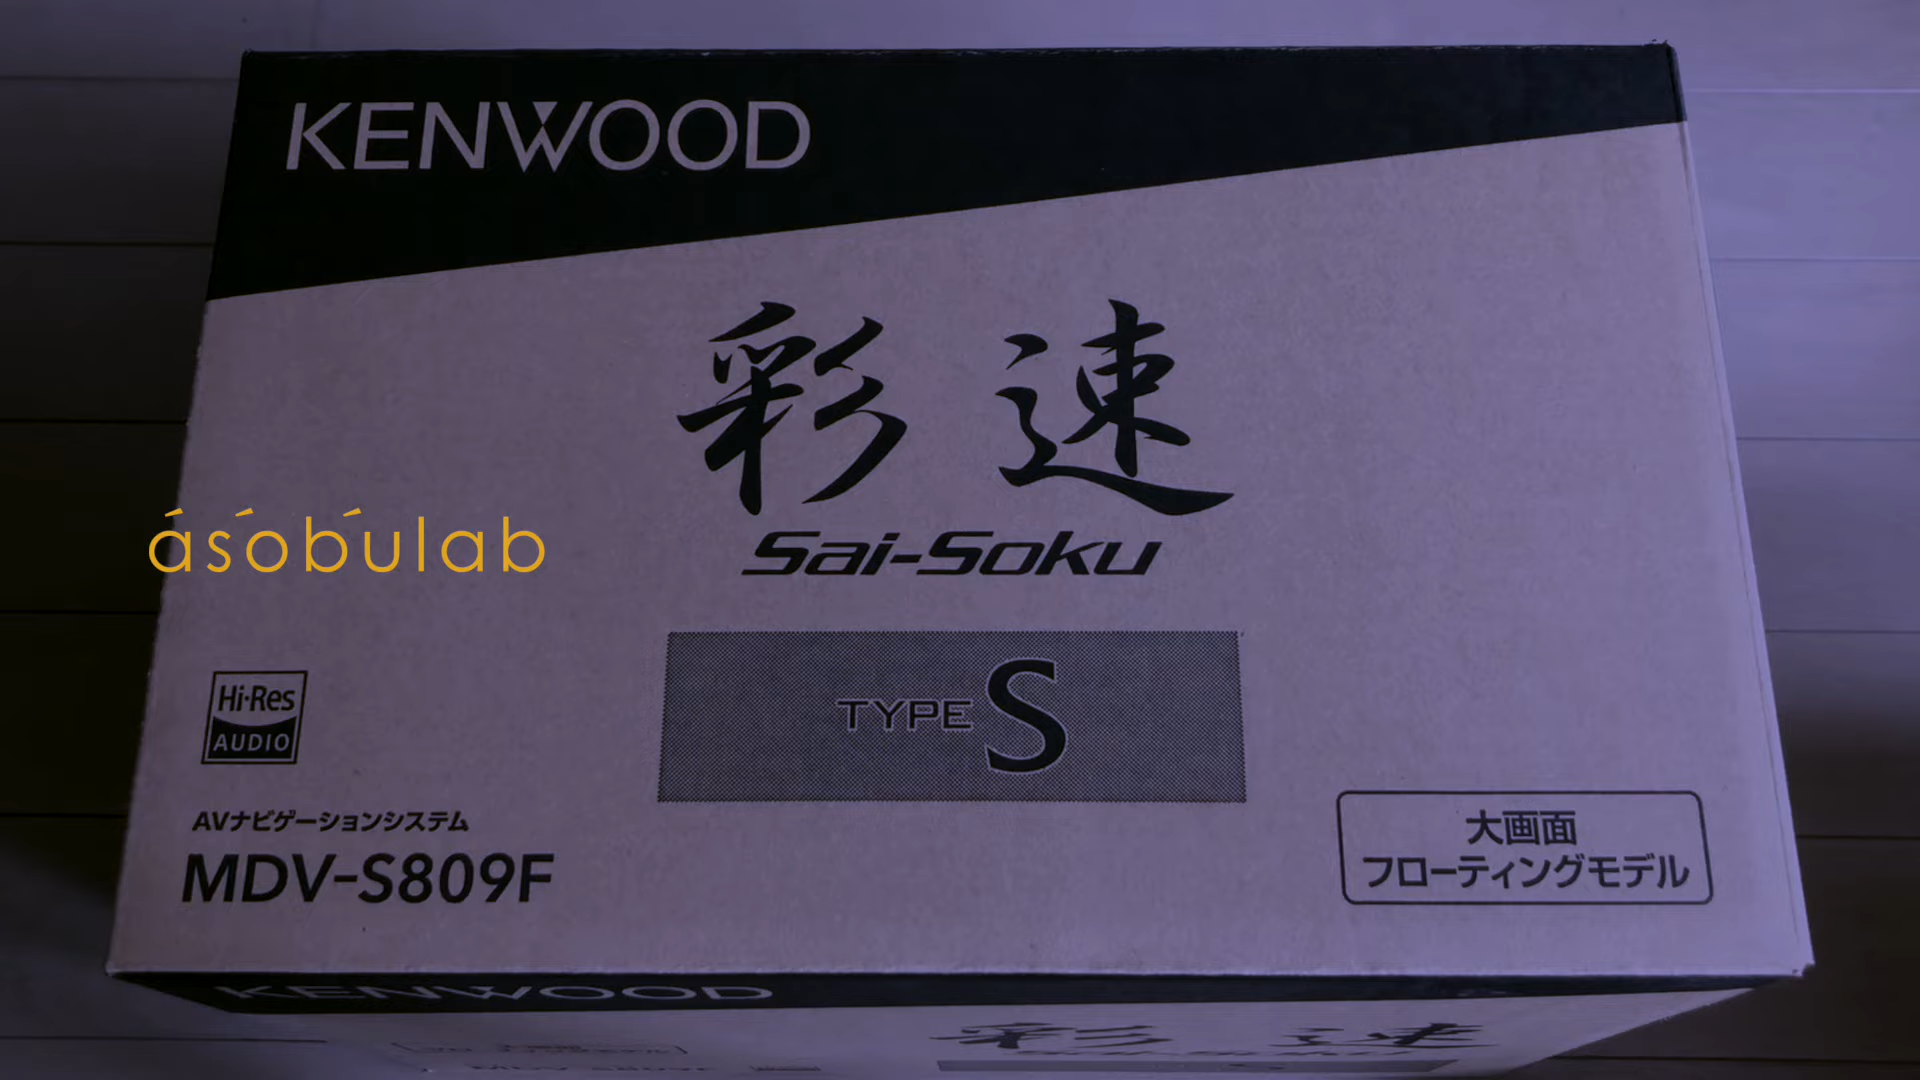 KENWOOD
彩速
Sai-Soku
ásóbúlab
TYPE S
Hi·Res
AUDIO
AVナビゲーションシステム
MDV-S809F
大画面
フローティングモデル
KENWOOD
彩速